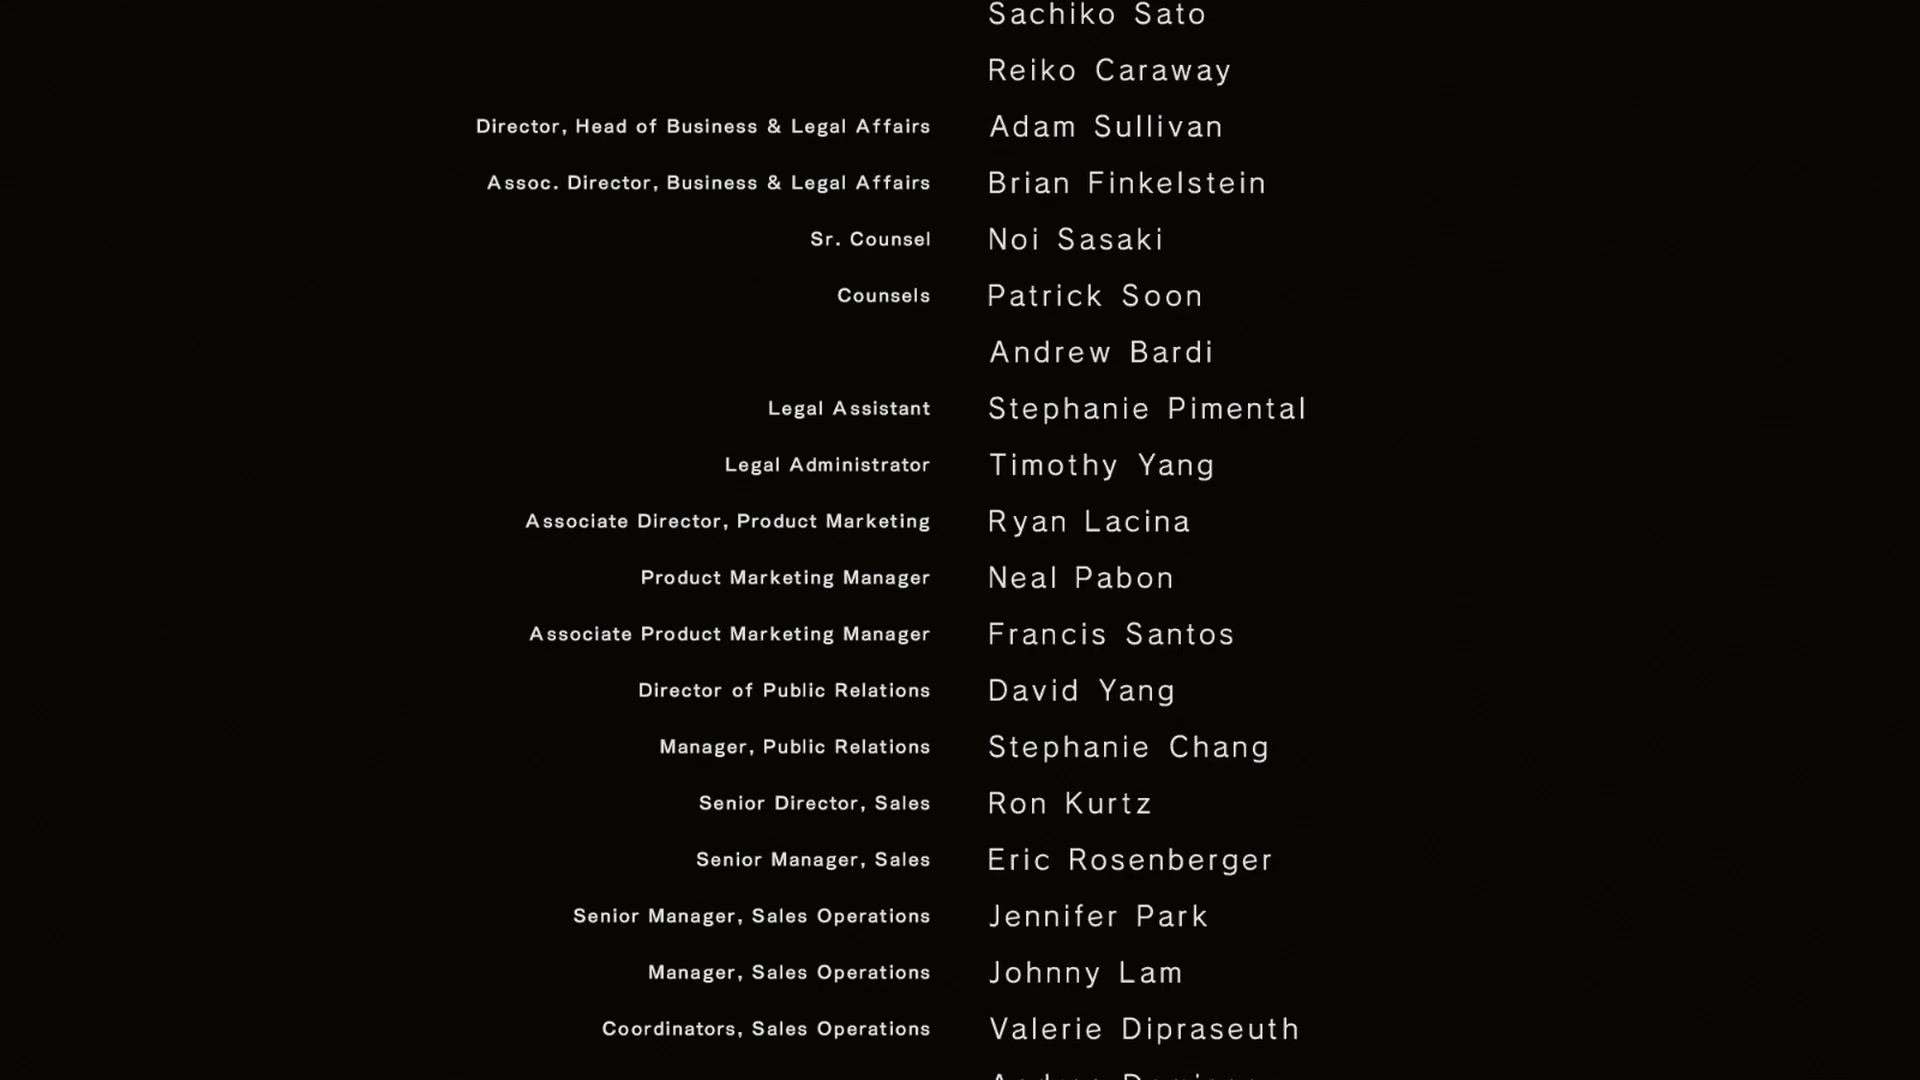 Sachiko Sato
Reiko Caraway
Director, Head of Business & Legal Affairs Adam Sullivan
Assoc. Director, Business & Legal Affairs Brian Finkelstein
Sr. Counsel Noi Sasaki
Counsels Patrick Soon
Andrew Bardi
Legal Assistant Stephanie Pimental
Legal Administrator Timothy Yang
Associate Director, Product Marketing Ryan Lacina
Product Marketing Manager Neal Pabon
Associate Product Marketing Manager Francis Santos
Director of Public Relations David Yang
Manager, Public Relations Stephanie Chang
Senior Director, Sales Ron Kurtz
Senior Manager, Sales Eric Rosenberger
Senior Manager, Sales Operations Jennifer Park
Manager, Sales Operations Johnny Lam
Coordinators, Sales Operations Valerie Dipraseuth